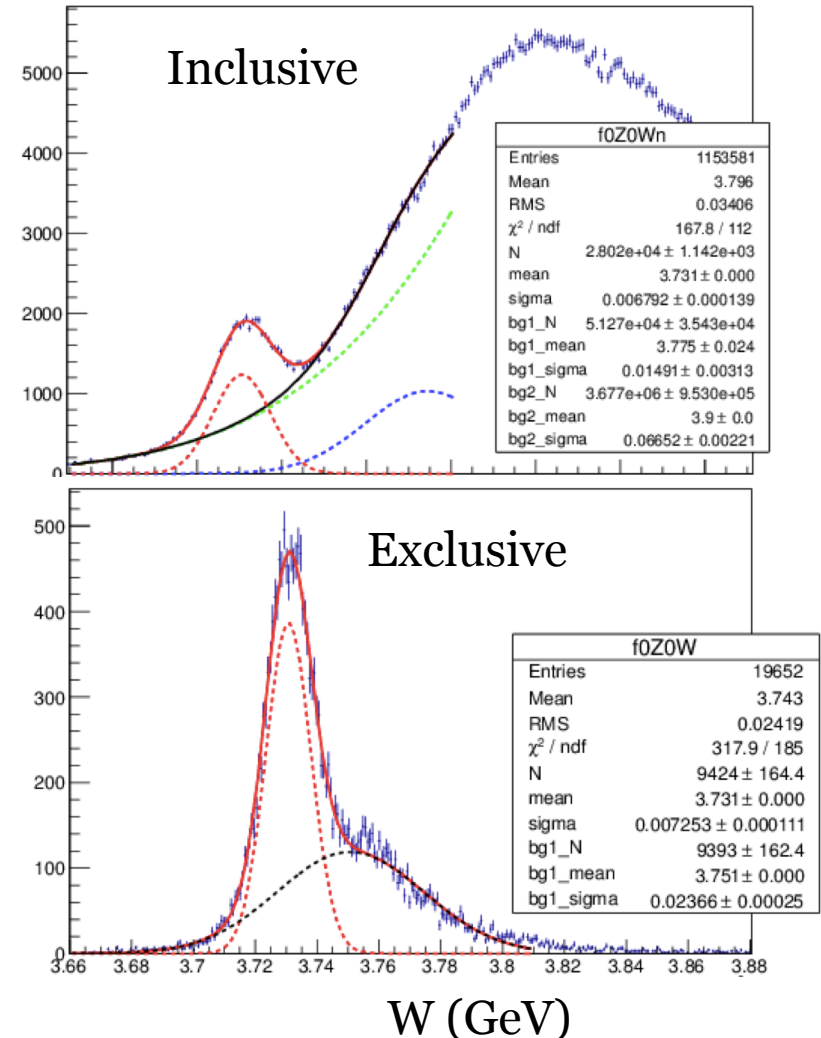 Inclusive
5000
4000
3000
2000
1000
0
f0Z0Wn
Entries 1153581
Mean 3.796
RMS 0.03406
χ² / ndf 167.8 / 112
N 2.802e+04 ± 1.142e+03
mean 3.731 ± 0.000
sigma 0.006792 ± 0.000139
bg1_N 5.127e+04 ± 3.543e+04
bg1_mean 3.775 ± 0.024
bg1_sigma 0.01491 ± 0.00313
bg2_N 3.677e+06 ± 9.530e+05
bg2_mean 3.9 ± 0.0
bg2_sigma 0.06652 ± 0.00221
Exclusive
500
400
300
200
100
0
f0Z0W
Entries 19652
Mean 3.743
RMS 0.02419
χ² / ndf 317.9 / 185
N 9424 ± 164.4
mean 3.731 ± 0.000
sigma 0.007253 ± 0.000111
bg1_N 9393 ± 162.4
bg1_mean 3.751 ± 0.000
bg1_sigma 0.02366 ± 0.00025
3.66 3.68 3.7 3.72 3.74 3.76 3.78 3.8 3.82 3.84 3.86 3.88
W (GeV)